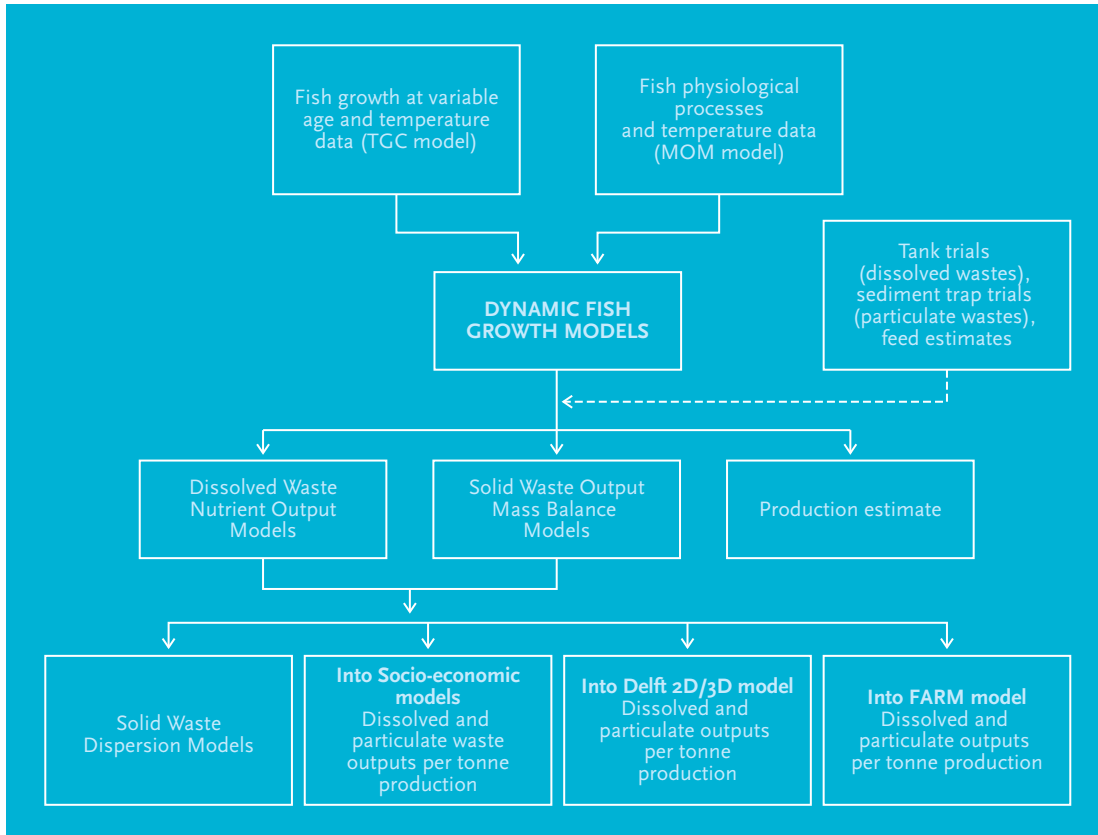 Fish growth at variable
age and temperature
data (TGC model)
Fish physiological
processes
and temperature data
(MOM model)
Tank trials
(dissolved wastes),
sediment trap trials
(particulate wastes),
feed estimates
DYNAMIC FISH
GROWTH MODELS
Dissolved Waste
Nutrient Output
Models
Solid Waste Output
Mass Balance
Models
Production estimate
Solid Waste
Dispersion Models
Into Socio-economic
models
Dissolved and
particulate waste
outputs per tonne
production
Into Delft 2D/3D model
Dissolved and
particulate outputs
per tonne
production
Into FARM model
Dissolved and
particulate outputs
per tonne production